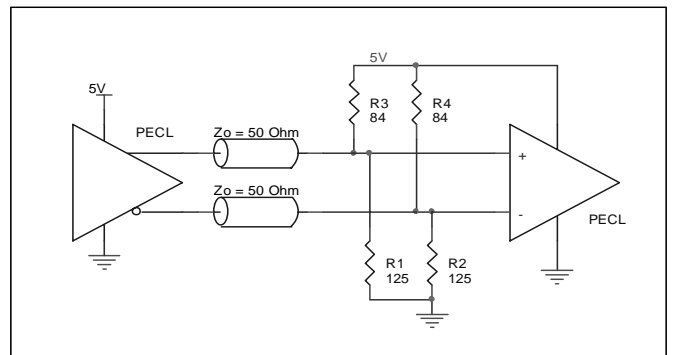 5V
5V
R3
84
R4
84
PECL
Zo = 50 Ohm
+
Zo = 50 Ohm
-
PECL
R1
125
R2
125